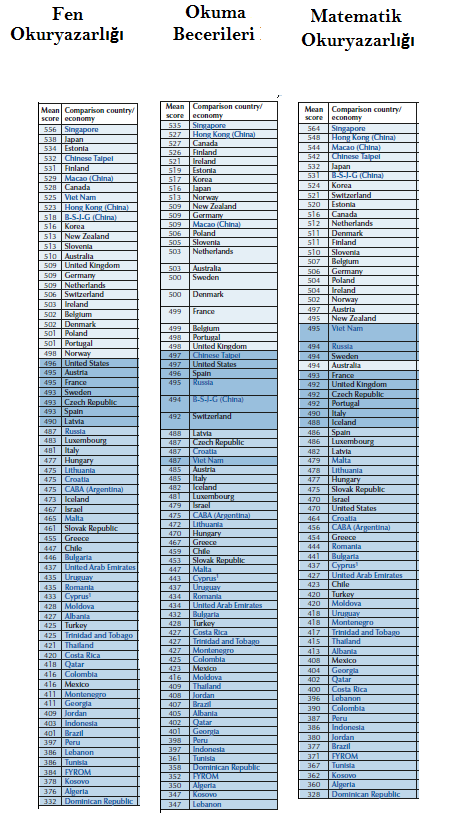 Fen
Okuryazarlığı
Mean score Comparison country/ economy
556 Singapore
538 Japan
534 Estonia
532 Chinese Taipei
531 Finland
529 Macao (China)
528 Canada
525 Viet Nam
523 Hong Kong (China)
518 B-S-J-G (China)
516 Korea
513 New Zealand
513 Slovenia
510 Australia
509 United Kingdom
509 Germany
509 Netherlands
506 Switzerland
503 Ireland
502 Belgium
502 Denmark
501 Poland
501 Portugal
498 Norway
496 United States
495 Austria
495 France
493 Sweden
493 Czech Republic
493 Spain
490 Latvia
487 Russia
483 Luxembourg
481 Italy
477 Hungary
475 Lithuania
475 Croatia
475 CABA (Argentina)
473 Iceland
467 Israel
465 Malta
461 Slovak Republic
455 Greece
447 Chile
446 Bulgaria
437 United Arab Emirates
435 Uruguay
435 Romania
433 Cyprus¹
428 Moldova
427 Albania
425 Turkey
425 Trinidad and Tobago
421 Thailand
420 Costa Rica
418 Qatar
416 Colombia
416 Mexico
411 Montenegro
411 Georgia
409 Jordan
403 Indonesia
401 Brazil
397 Peru
386 Lebanon
386 Tunisia
384 FYROM
378 Kosovo
376 Algeria
332 Dominican Republic
Okuma
Becerileri
Mean score Comparison country/ economy
535 Singapore
527 Hong Kong (China)
527 Canada
526 Finland
521 Ireland
519 Estonia
517 Korea
516 Japan
513 Norway
509 New Zealand
509 Germany
509 Macao (China)
506 Poland
505 Slovenia
503 Netherlands
503 Australia
500 Sweden
500 Denmark
499 France
499 Belgium
498 Portugal
498 United Kingdom
497 Chinese Taipei
497 United States
496 Spain
495 Russia
494 B-S-J-G (China)
492 Switzerland
488 Latvia
487 Czech Republic
487 Croatia
487 Viet Nam
485 Austria
485 Italy
482 Iceland
481 Luxembourg
479 Israel
475 CABA (Argentina)
472 Lithuania
470 Hungary
467 Greece
459 Chile
453 Slovak Republic
447 Malta
443 Cyprus¹
437 Uruguay
434 Romania
434 United Arab Emirates
432 Bulgaria
428 Turkey
427 Costa Rica
427 Trinidad and Tobago
427 Montenegro
425 Colombia
423 Mexico
416 Moldova
409 Thailand
408 Jordan
407 Brazil
405 Albania
402 Qatar
401 Georgia
398 Peru
397 Indonesia
361 Tunisia
358 Dominican Republic
352 FYROM
350 Algeria
347 Kosovo
347 Lebanon
Matematik
Okuryazarlığı
Mean score Comparison country/ economy
564 Singapore
548 Hong Kong (China)
544 Macao (China)
542 Chinese Taipei
532 Japan
531 B-S-J-G (China)
524 Korea
521 Switzerland
520 Estonia
516 Canada
512 Netherlands
511 Denmark
511 Finland
510 Slovenia
507 Belgium
506 Germany
504 Poland
504 Ireland
502 Norway
497 Austria
495 New Zealand
495 Viet Nam
494 Russia
494 Sweden
494 Australia
493 France
492 United Kingdom
492 Czech Republic
492 Portugal
490 Italy
488 Iceland
486 Spain
486 Luxembourg
482 Latvia
479 Malta
478 Lithuania
477 Hungary
475 Slovak Republic
470 Israel
470 United States
464 Croatia
456 CABA (Argentina)
454 Greece
444 Romania
441 Bulgaria
437 Cyprus¹
427 United Arab Emirates
423 Chile
420 Turkey
420 Moldova
418 Uruguay
418 Montenegro
417 Trinidad and Tobago
415 Thailand
413 Albania
408 Mexico
404 Georgia
402 Qatar
400 Costa Rica
396 Lebanon
390 Colombia
387 Peru
386 Indonesia
380 Jordan
377 Brazil
371 FYROM
367 Tunisia
362 Kosovo
360 Algeria
328 Dominican Republic